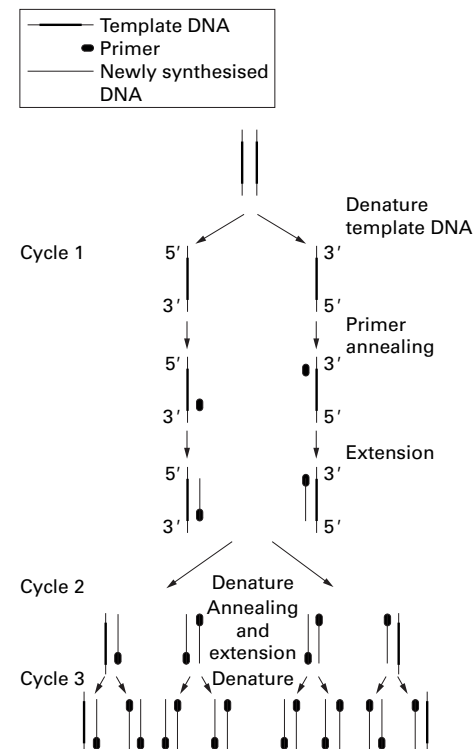 Template DNA
Primer
Newly synthesised
DNA
Denature
template DNA
Cycle 1
5′ 3′
3′ 5′
Primer
annealing
5′ 3′
3′ 5′
Extension
5′ 3′
3′ 5′
Cycle 2
Denature
Annealing
and
extension
Cycle 3
Denature